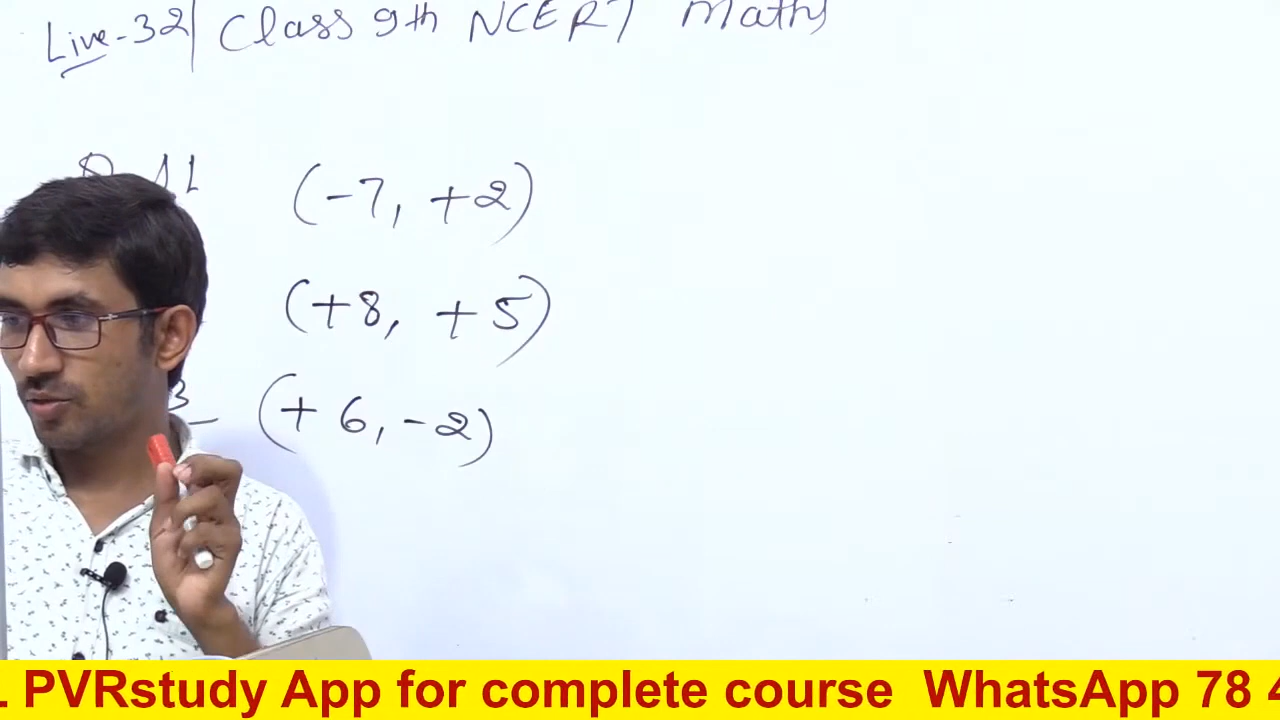 Live-32| Class 9th NCERT Maths
(-7, +2)
(+8, +5)
3 (+ 6, -2)
PVRstudy App for complete course WhatsApp 78